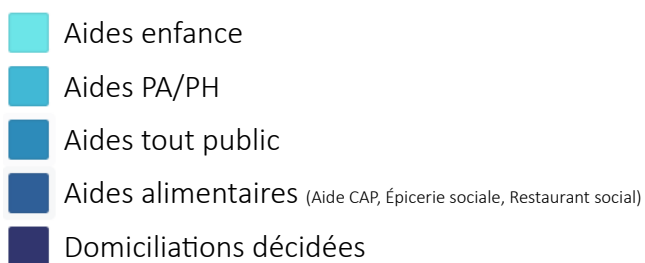 Aides enfance
Aides PA/PH
Aides tout public
Aides alimentaires (Aide CAP, Épicerie sociale, Restaurant social)
Domiciliations décidées